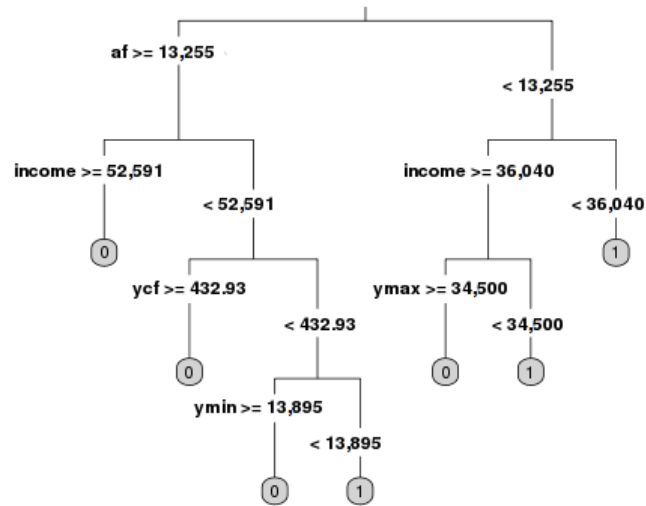 af >= 13,255
< 13,255
income >= 52,591
income >= 36,040
< 52,591
< 36,040
0
1
ycf >= 432.93
ymax >= 34,500
< 432.93
< 34,500
0
0
1
ymin >= 13,895
< 13,895
0
1